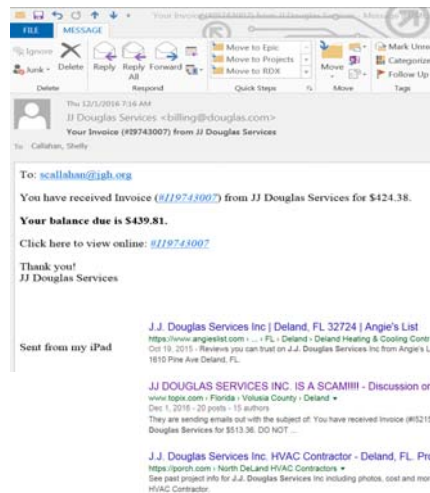 Your Invoice
FILE MESSAGE
Ignore
Junk
Delete
Reply Reply Forward
All
Move to Epic
Move to Projects
Move to RDX
Move
Mark Unre
Categorize
Follow Up
Delete Respond Quick Steps Move Tags
Thu 12/1/2016 7:16 AM
JJ Douglas Services <billing@douglas.com>
Your Invoice (#I9743007) from JJ Douglas Services
To Callahan, Shelly
To: scallahan@jgh.org
You have received Invoice (#I19743007) from JJ Douglas Services for $424.38.
Your balance due is $439.81.
Click here to view online: #I19743007
Thank you!
JJ Douglas Services
Sent from my iPad
J.J. Douglas Services Inc | Deland, FL 32724 | Angie's List
https://www.angieslist.com › ... › FL › Deland › Deland Heating & Cooling Contr
Oct 19, 2015 - Reviews you can trust on J.J. Douglas Services Inc from Angie's L
1610 Pine Ave Deland, FL.
JJ DOUGLAS SERVICES INC. IS A SCAM!!!! - Discussion on
www.topix.com › Florida › Volusia County › Deland
Dec 1, 2016 - 20 posts - 15 authors
They are sending emails out with the subject of: You have received Invoice (#I5215
Douglas Services for $513.36. DO NOT ...
J.J. Douglas Services Inc. HVAC Contractor - Deland, FL. Pro
https://porch.com › North DeLand HVAC Contractors
See past project info for J.J. Douglas Services Inc including photos, cost and mor
HVAC Contractor.